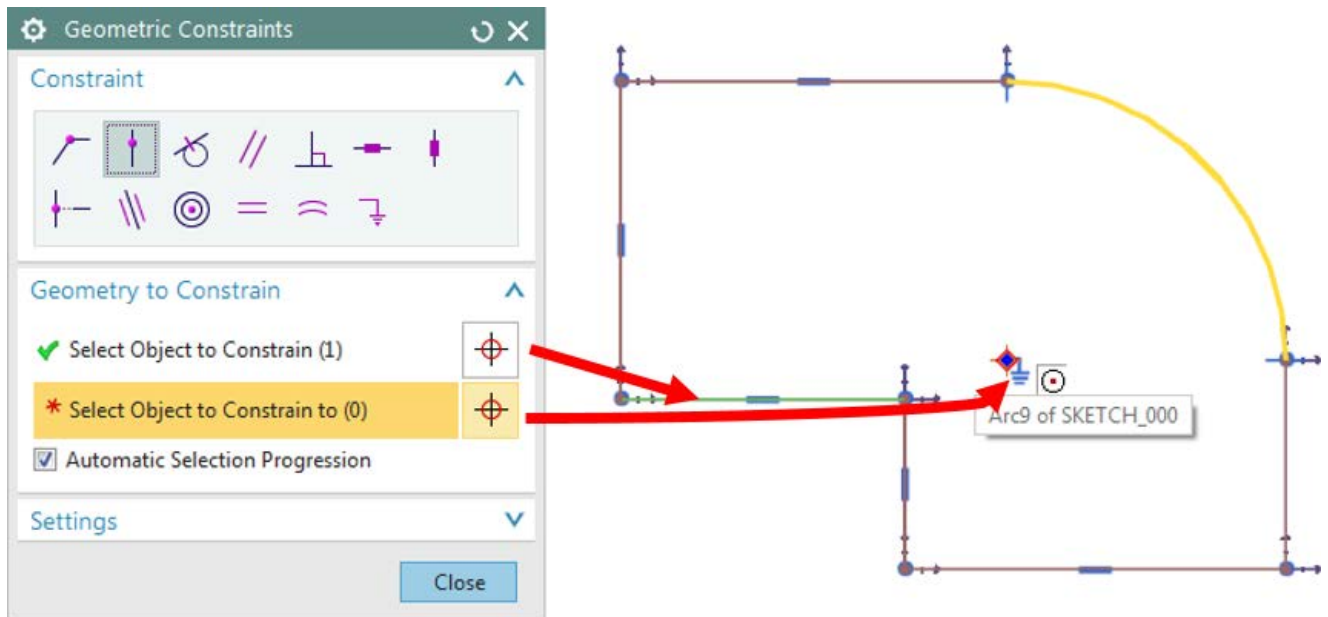 Geometric Constraints
Constraint
Geometry to Constrain
Select Object to Constrain (1)
* Select Object to Constrain to (0)
Automatic Selection Progression
Settings
Close
Arc9 of SKETCH_000